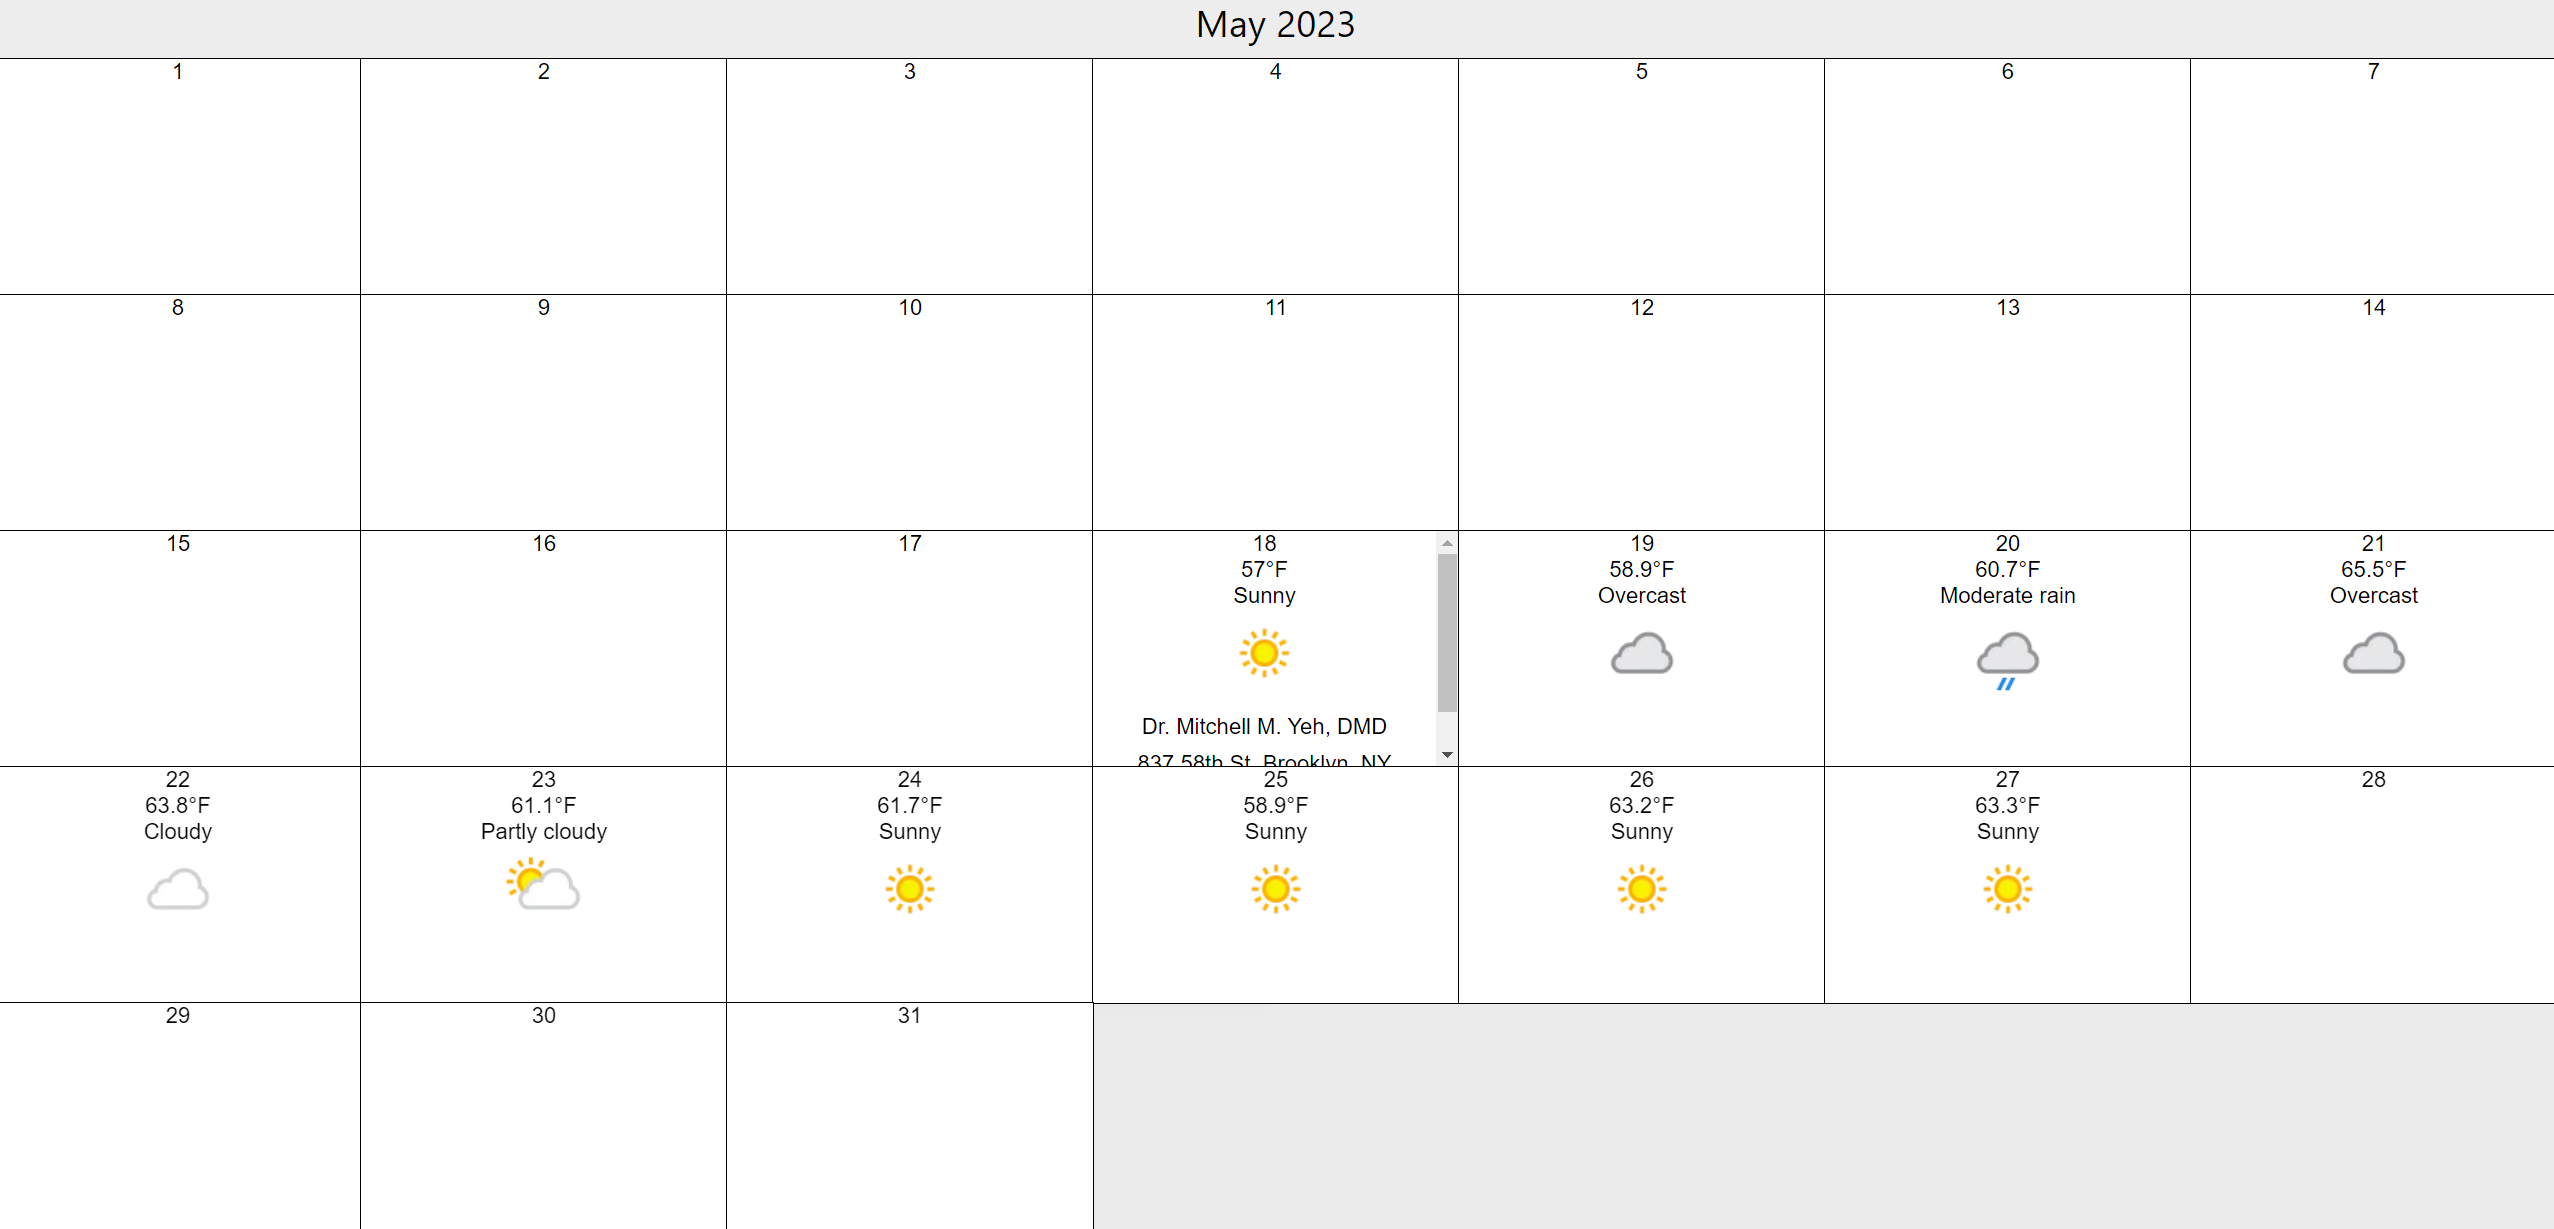 May 2023
1
2
3
4
5
6
7
8
9
10
11
12
13
14
15
16
17
18
57°F
Sunny
Dr. Mitchell M. Yeh, DMD
837 58th St, Brooklyn, NY
19
58.9°F
Overcast
20
60.7°F
Moderate rain
21
65.5°F
Overcast
22
63.8°F
Cloudy
23
61.1°F
Partly cloudy
24
61.7°F
Sunny
25
58.9°F
Sunny
26
63.2°F
Sunny
27
63.3°F
Sunny
28
29
30
31